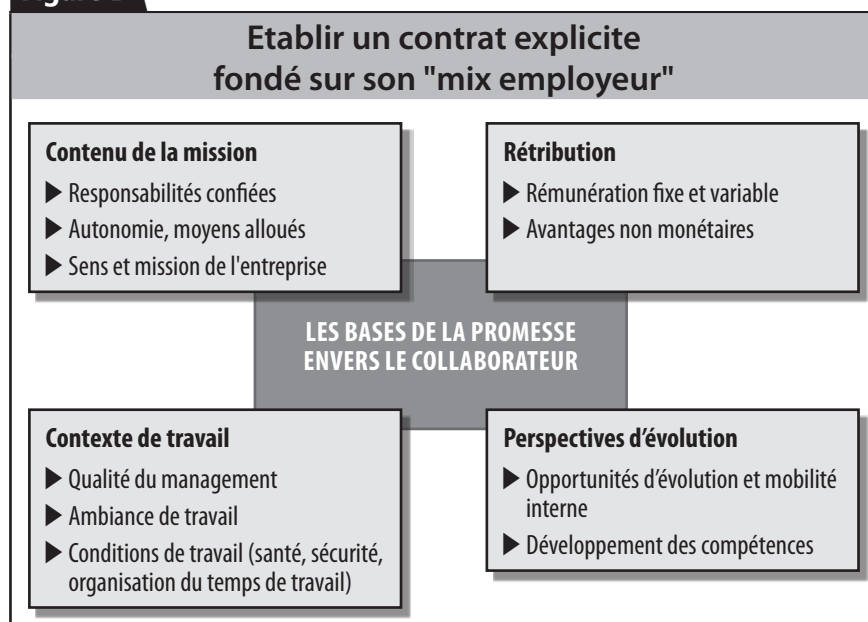 Etablir un contrat explicite
fondé sur son "mix employeur"
Contenu de la mission
▶ Responsabilités confiées
▶ Autonomie, moyens alloués
▶ Sens et mission de l'entreprise
Rétribution
▶ Rémunération fixe et variable
▶ Avantages non monétaires
LES BASES DE LA PROMESSE
ENVERS LE COLLABORATEUR
Contexte de travail
▶ Qualité du management
▶ Ambiance de travail
▶ Conditions de travail (santé, sécurité,
organisation du temps de travail)
Perspectives d’évolution
▶ Opportunités d’évolution et mobilité
interne
▶ Développement des compétences